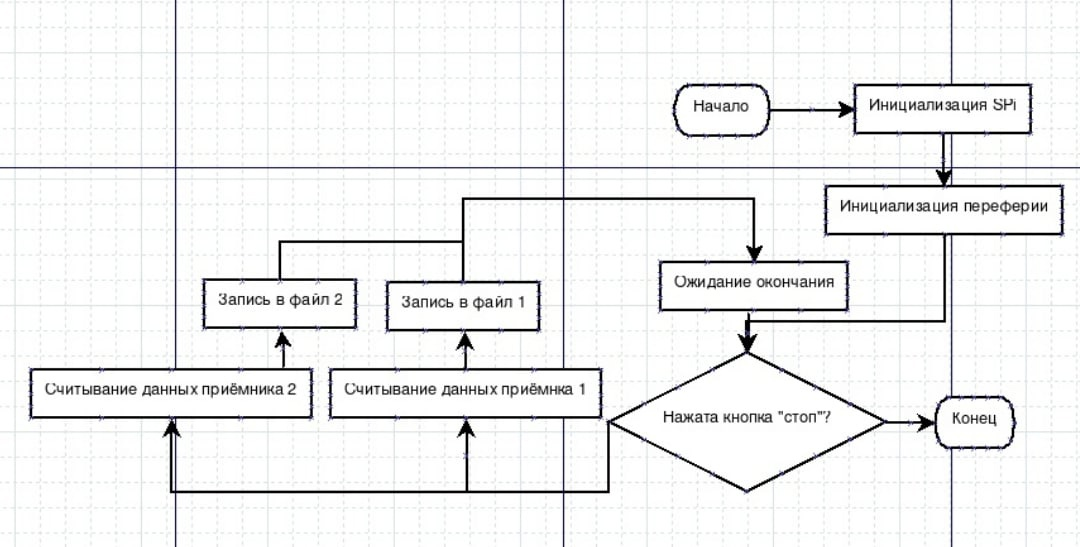 Начало
Инициализация SPi
Инициализация переферии
Ожидание окончания
Запись в файл 2
Запись в файл 1
Считывание данных приёмника 2
Считывание данных приёмнка 1
Нажата кнопка "стоп"?
Конец